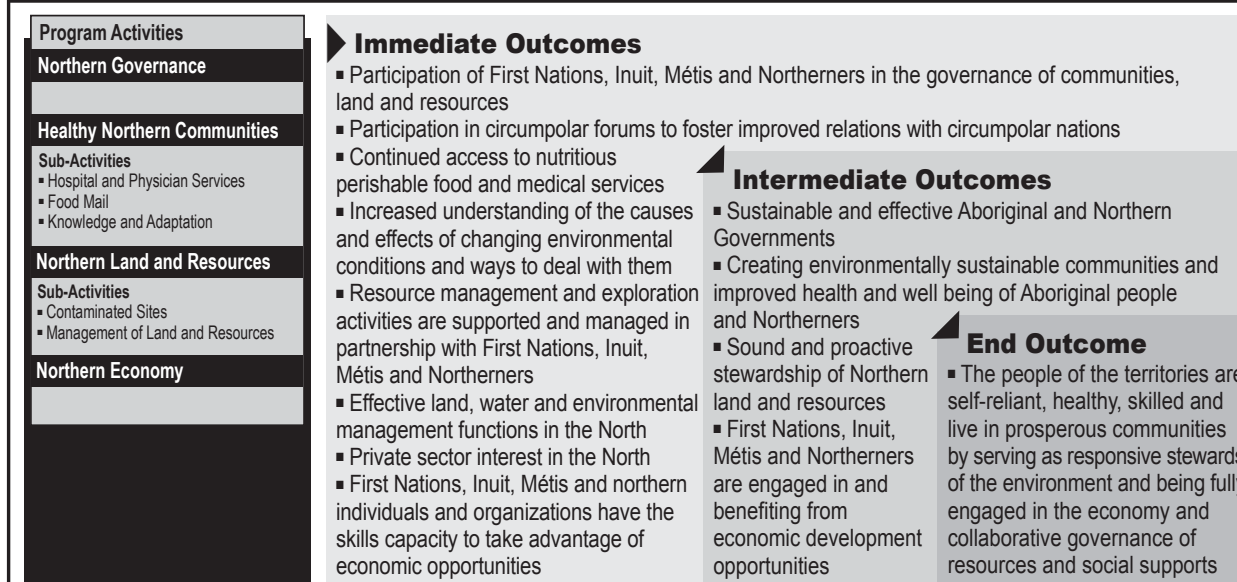 Program Activities
Northern Governance
Healthy Northern Communities
Sub-Activities
▪ Hospital and Physician Services
▪ Food Mail
▪ Knowledge and Adaptation
Northern Land and Resources
Sub-Activities
▪ Contaminated Sites
▪ Management of Land and Resources
Northern Economy
Immediate Outcomes
▪ Participation of First Nations, Inuit, Métis and Northerners in the governance of communities,
land and resources
▪ Participation in circumpolar forums to foster improved relations with circumpolar nations
▪ Continued access to nutritious
perishable food and medical services
▪ Increased understanding of the causes
and effects of changing environmental
conditions and ways to deal with them
▪ Resource management and exploration
activities are supported and managed in
partnership with First Nations, Inuit,
Métis and Northerners
▪ Effective land, water and environmental
management functions in the North
▪ Private sector interest in the North
▪ First Nations, Inuit, Métis and northern
individuals and organizations have the
skills capacity to take advantage of
economic opportunities
Intermediate Outcomes
▪ Sustainable and effective Aboriginal and Northern
Governments
▪ Creating environmentally sustainable communities and
improved health and well being of Aboriginal people
and Northerners
▪ Sound and proactive
stewardship of Northern
land and resources
▪ First Nations, Inuit,
Métis and Northerners
are engaged in and
benefiting from
economic development
opportunities
End Outcome
▪ The people of the territories are
self-reliant, healthy, skilled and
live in prosperous communities
by serving as responsive stewards
of the environment and being fully
engaged in the economy and
collaborative governance of
resources and social supports